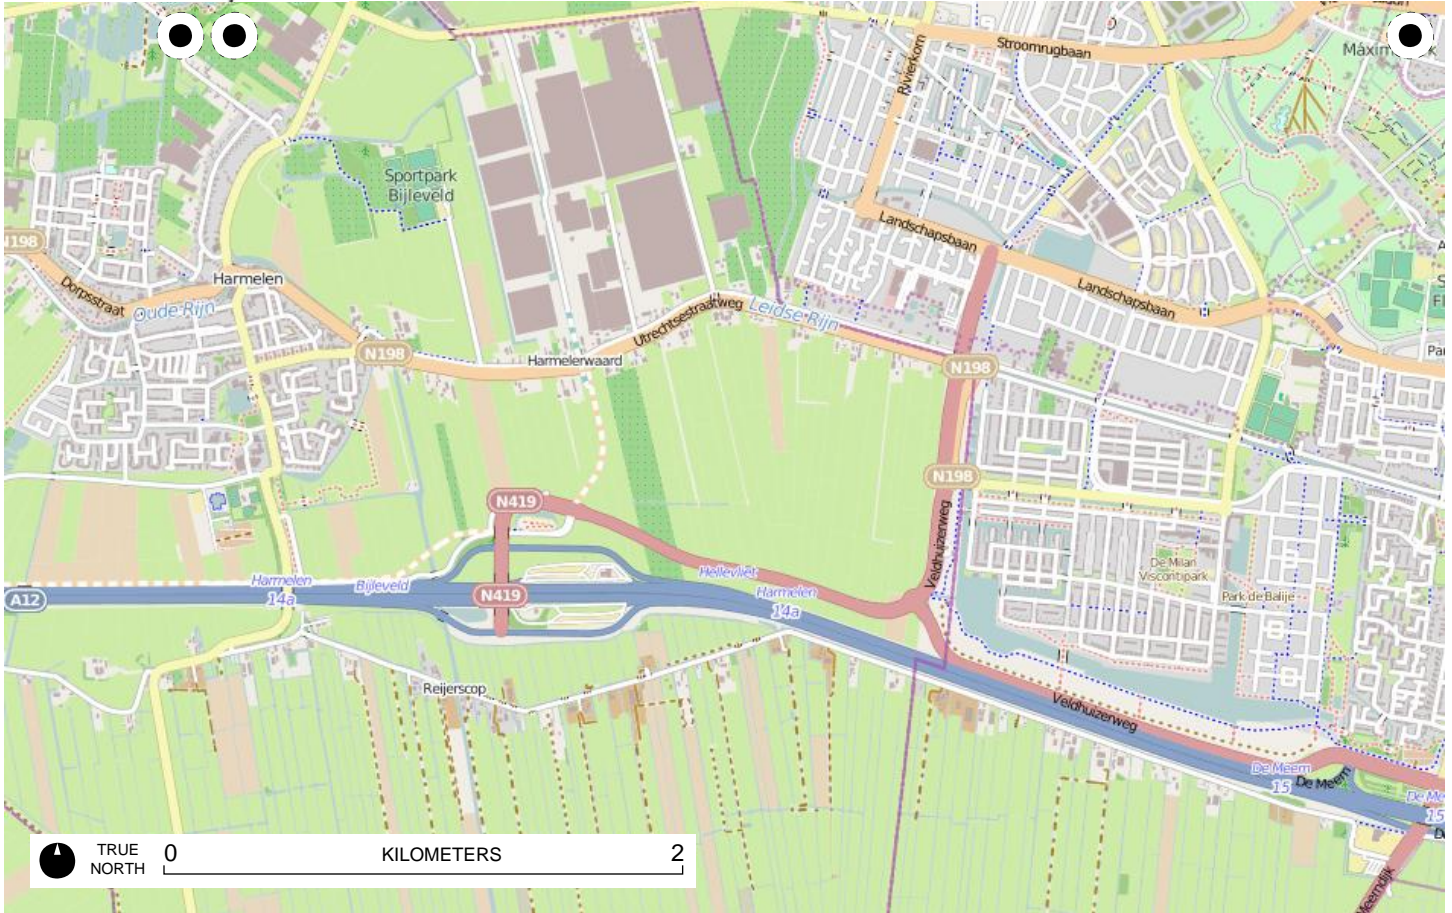 Stroomrugbaan
Rivierkom
Sportpark
Bijleveld
Landschapsbaan
N198
Harmelen
Dorpsstraat
Oude Rijn
Utrechtsestraatweg
Leidse Rijn
Landschapsbaan
N198
Harmelerwaard
N198
N198
N419
Veldhuizerweg
De Milan
Viscontipark
Park de Balije
Harmelen
14a
Bijleveld
Hellevliet
Harmelen
14a
A12
N419
Reijerscop
Veldhuizerweg
De Meern
15
De Meern
TRUE
NORTH
0
KILOMETERS
2